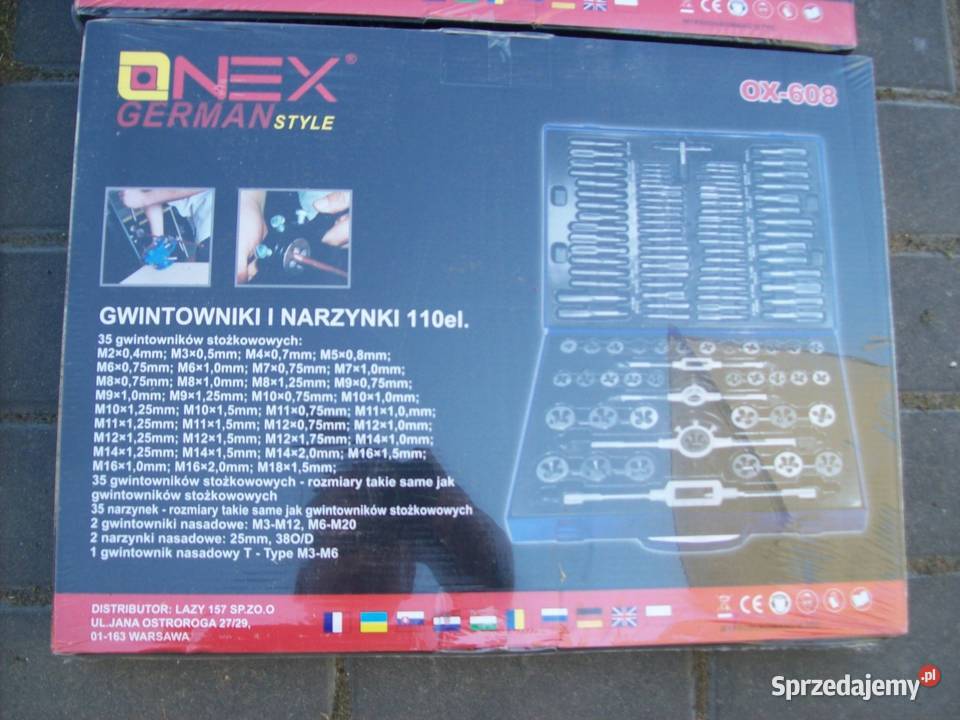 ONEX®
GERMAN STYLE
OX-608
GWINTOWNIKI I NARZYNKI 110el.
35 gwintowników stożkowowych:
M2×0,4mm; M3×0,5mm; M4×0,7mm; M5×0,8mm;
M6×0,75mm; M6×1,0mm; M7×0,75mm; M7×1,0mm;
M8×0,75mm; M8×1,0mm; M8×1,25mm; M9×0,75mm;
M9×1,0mm; M9×1,25mm; M10×0,75mm; M10×1,0mm;
M10×1,25mm; M10×1,5mm; M11×0,75mm; M11×1,0,mm;
M11×1,25mm; M11×1,5mm; M12×0,75mm; M12×1,0mm;
M12×1,25mm; M12×1,5mm; M12×1,75mm; M14×1,0mm;
M14×1,25mm; M14×1,5mm; M14×2,0mm; M16×1,5mm;
M16×1,0mm; M16×2,0mm; M18×1,5mm;
35 gwintowników stożkowowych - rozmiary takie same jak
gwintowników stożkowowych
35 narzynek - rozmiary takie same jak gwintowników stożkowowych
2 gwintowniki nasadowe: M3-M12, M6-M20
2 narzynki nasadowe: 25mm, 38O/D
1 gwintownik nasadowy T - Type M3-M6
DISTRIBUTOR: LAZY 157 SP.ZO.O
UL.JANA OSTROROGA 27/29,
01-163 WARSAWA
CE
CE
Sprzedajemy.pl